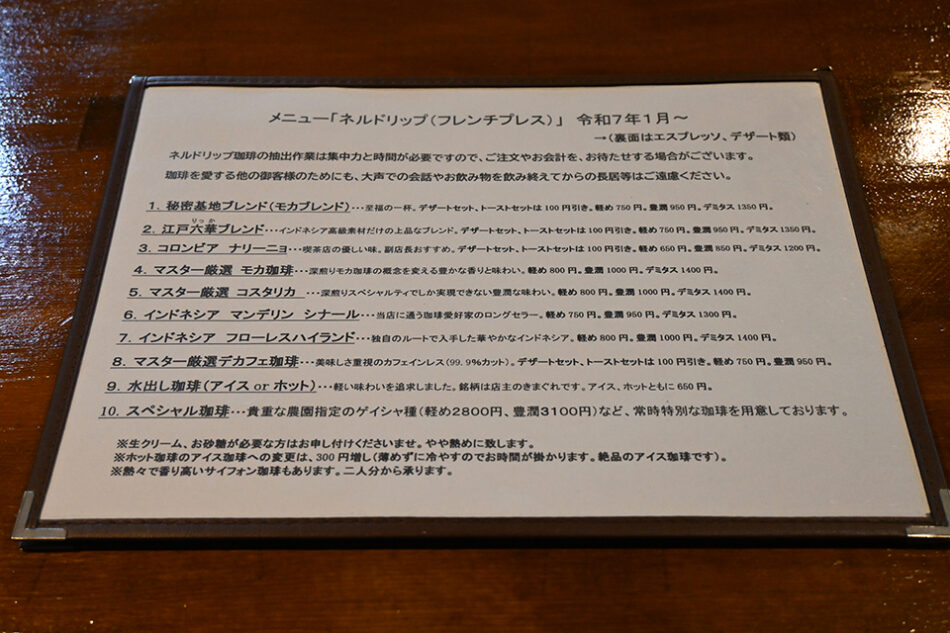 メニュー「ネルドリップ(フレンチプレス)」 令和7年1月～
→(裏面はエスプレッソ、デザート類)
ネルドリップ珈琲の抽出作業は集中力と時間が必要ですので、ご注文やお会計を、お待たせする場合がございます。
珈琲を愛する他の御客様のためにも、大声での会話やお飲み物を飲み終えてからの長居等はご遠慮ください。
1. 秘密基地ブレンド(モカブレンド)･･･至福の一杯。デザートセット、トーストセットは100円引き。軽め750円。豊潤950円。デミタス1350円。
りっか
2. 江戸六華ブレンド･･･インドネシア高級素材だけの上品なブレンド。デザートセット、トーストセットは100円引き。軽め750円。豊潤950円。デミタス1350円。
3. コロンビア ナリーニョ･･･喫茶店の優しい味。副店長おすすめ。デザートセット、トーストセットは100円引き。軽め650円。豊潤850円。デミタス1200円。
4. マスター厳選 モカ珈琲･･･深煎りモカ珈琲の概念を変える豊かな香りと味わい。軽め800円。豊潤1000円。デミタス1400円。
5. マスター厳選 コスタリカ ･･･深煎りスペシャルティでしか実現できない豊潤な味わい。軽め800円。豊潤1000円。デミタス1400円。
6. インドネシア マンデリン シナール･･･当店に通う珈琲愛好家のロングセラー。軽め750円。豊潤950円。デミタス1300円。
7. インドネシア フローレスハイランド･･･独自のルートで入手した華やかなインドネシア。軽め800円。豊潤1000円。デミタス1400円。
8. マスター厳選デカフェ珈琲･･･美味しさ重視のカフェインレス(99.9%カット)。デザートセット、トーストセットは100円引き。軽め750円。豊潤950円。
9. 水出し珈琲(アイス or ホット)･･･軽い味わいを追求しました。銘柄は店主のきまぐれです。アイス、ホットともに650円。
10. スペシャル珈琲･･･貴重な農園指定のゲイシャ種(軽め2800円、豊潤3100円)など、常時特別な珈琲を用意しております。
※生クリーム、お砂糖が必要な方はお申し付けくださいませ。やや熱めに致します。
※ホット珈琲のアイス珈琲への変更は、300円増し(薄めずに冷やすのでお時間が掛かります。絶品のアイス珈琲です)。
※熱々で香り高いサイフォン珈琲もあります。二人分から承ります。